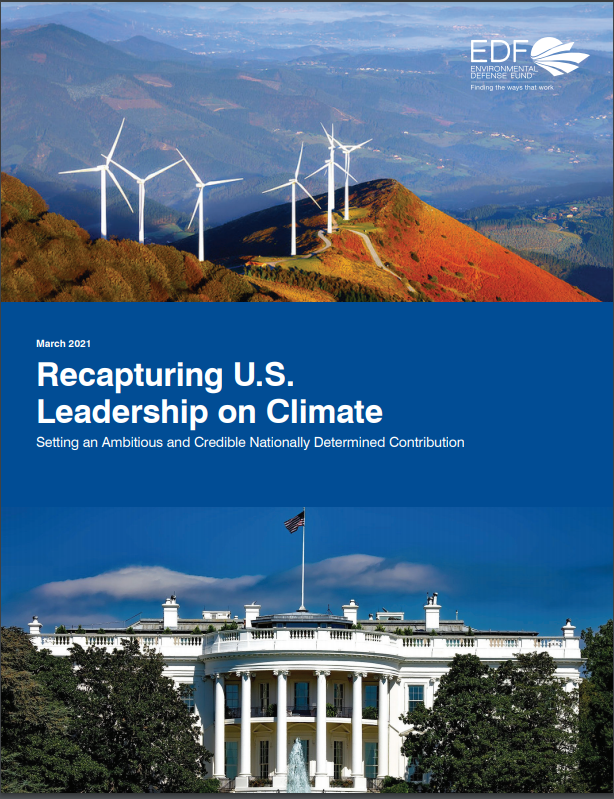 EDF
ENVIRONMENTAL
DEFENSE FUND®
Finding the ways that work
March 2021
Recapturing U.S.
Leadership on Climate
Setting an Ambitious and Credible Nationally Determined Contribution